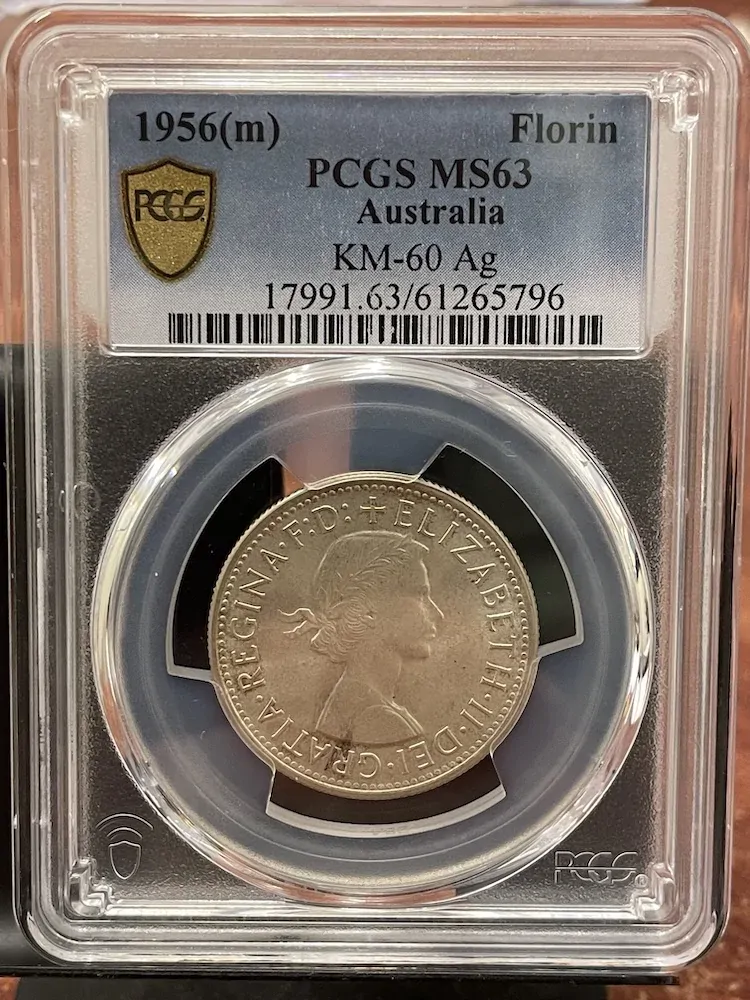 1956(m) Florin
PCGS MS63
PCGS
Australia
KM-60 Ag
17991.63/61265796
✝ELIZABETH·II·DEI·GRATIA·REGINA·F:D:
PCGS®